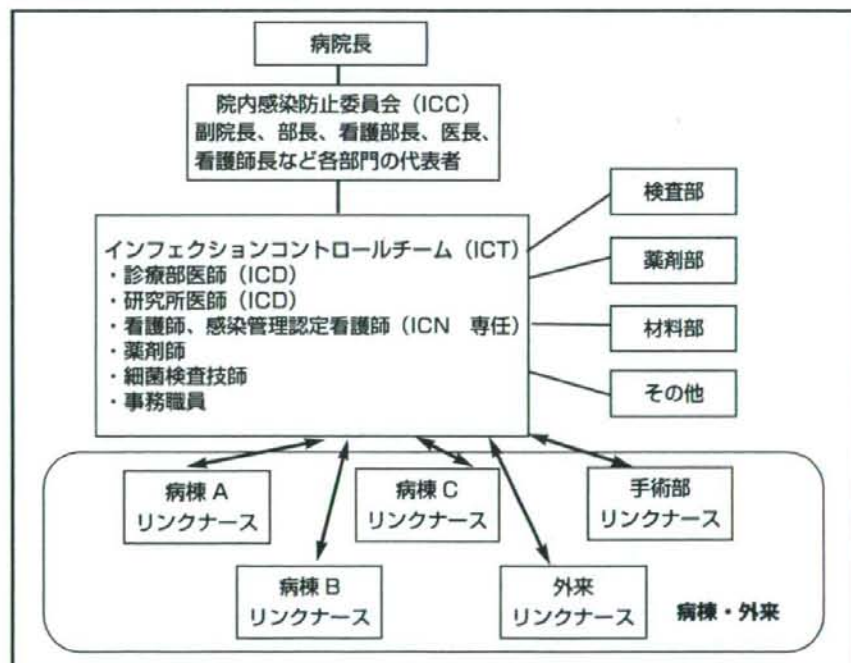 病院長
院内感染防止委員会（ICC）
副院長、部長、看護部長、医長、
看護師長など各部門の代表者
インフェクションコントロールチーム（ICT）
・診療部医師（ICD）
・研究所医師（ICD）
・看護師、感染管理認定看護師（ICN　専任）
・薬剤師
・細菌検査技師
・事務職員
検査部
薬剤部
材料部
その他
病棟 A
リンクナース
病棟 C
リンクナース
手術部
リンクナース
病棟 B
リンクナース
外来
リンクナース
病棟・外来